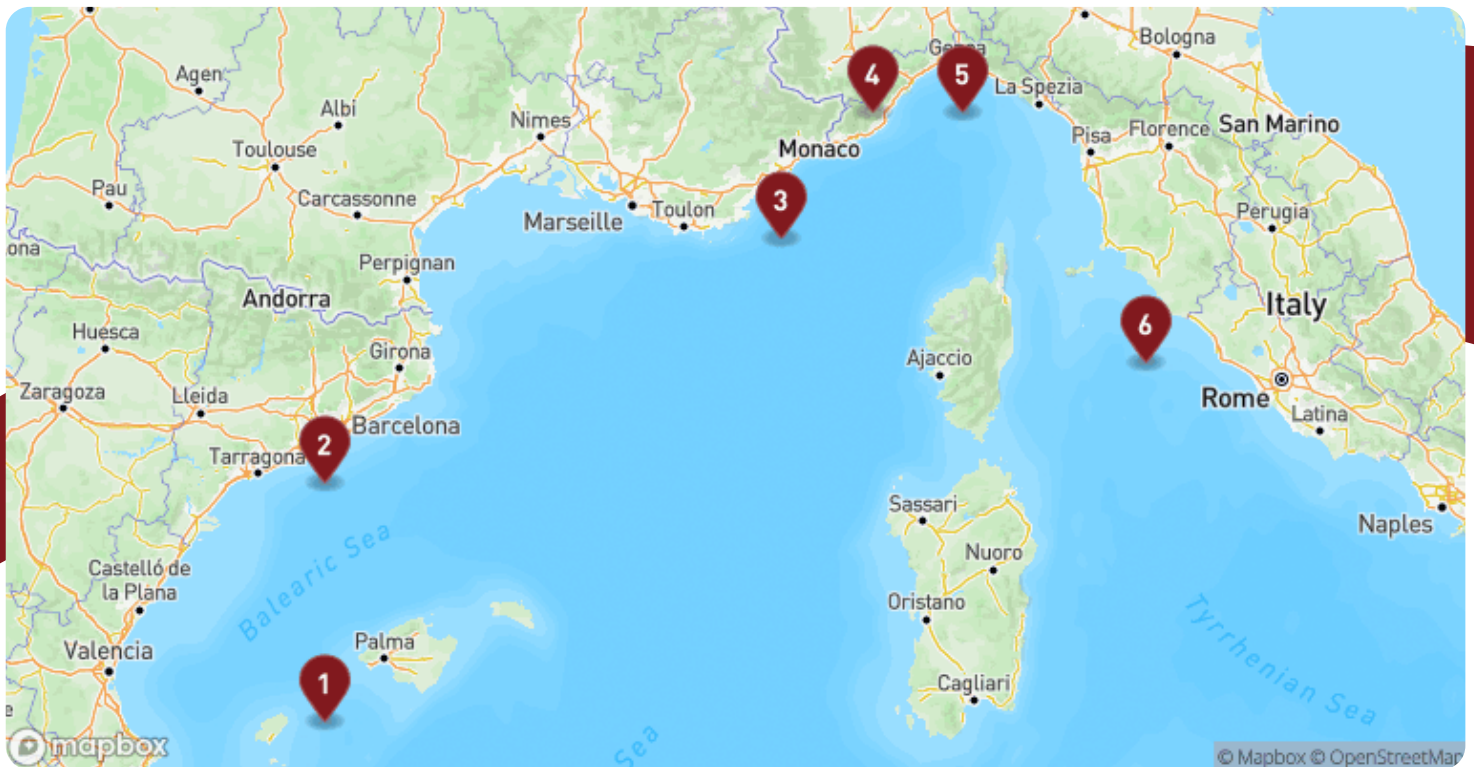 Bologna
Genoa
Agen
4
5
La Spezia
Albi
Nimes
San Marino
Pisa
Florence
Toulouse
Monaco
Pau
Carcassonne
3
Marseille
Toulon
Perugia
ona
Perpignan
Andorra
Italy
Huesca
6
Girona
Ajaccio
Zaragoza
Lleida
Rome
Latina
Barcelona
2
Tarragona
Sassari
Naples
Balearic Sea
Nuoro
Castelló de
la Plana
Oristano
Tyrrhenian Sea
Palma
Valencia
1
Cagliari
e
Sea
mapbox
© Mapbox © OpenStreetMap